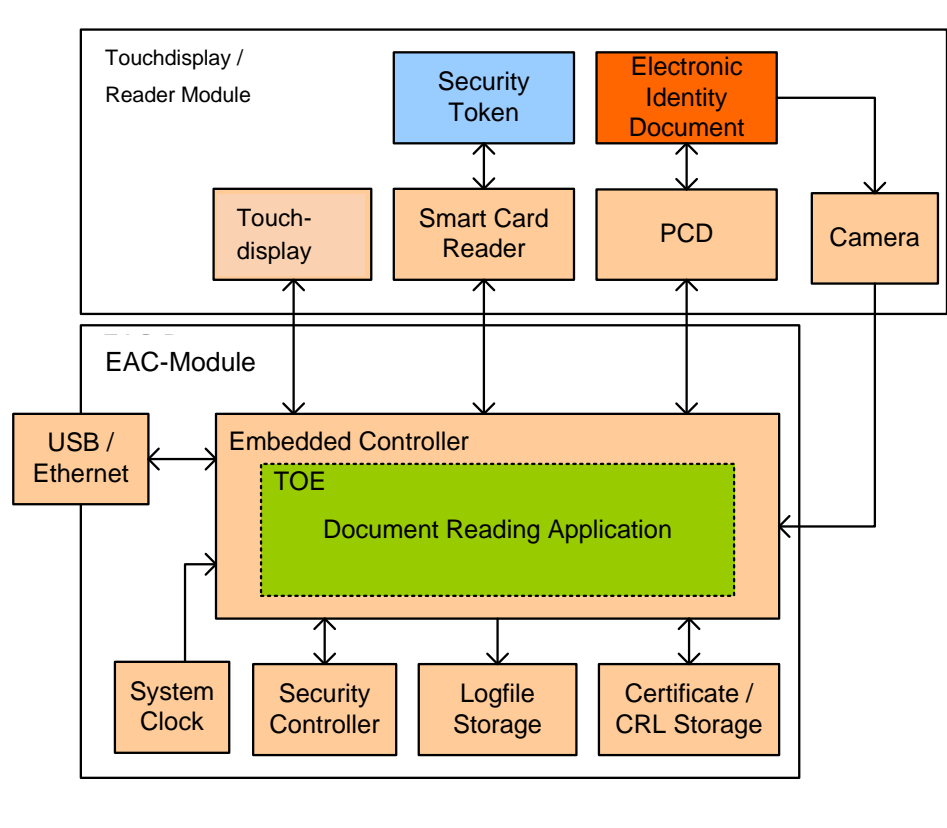 Touchdisplay /
Reader Module
Security
Token
Electronic
Identity
Document
Touch-
display
Smart Card
Reader
PCD
Camera
EAC-Module
USB /
Ethernet
Embedded Controller
TOE
Document Reading Application
System
Clock
Security
Controller
Logfile
Storage
Certificate /
CRL Storage